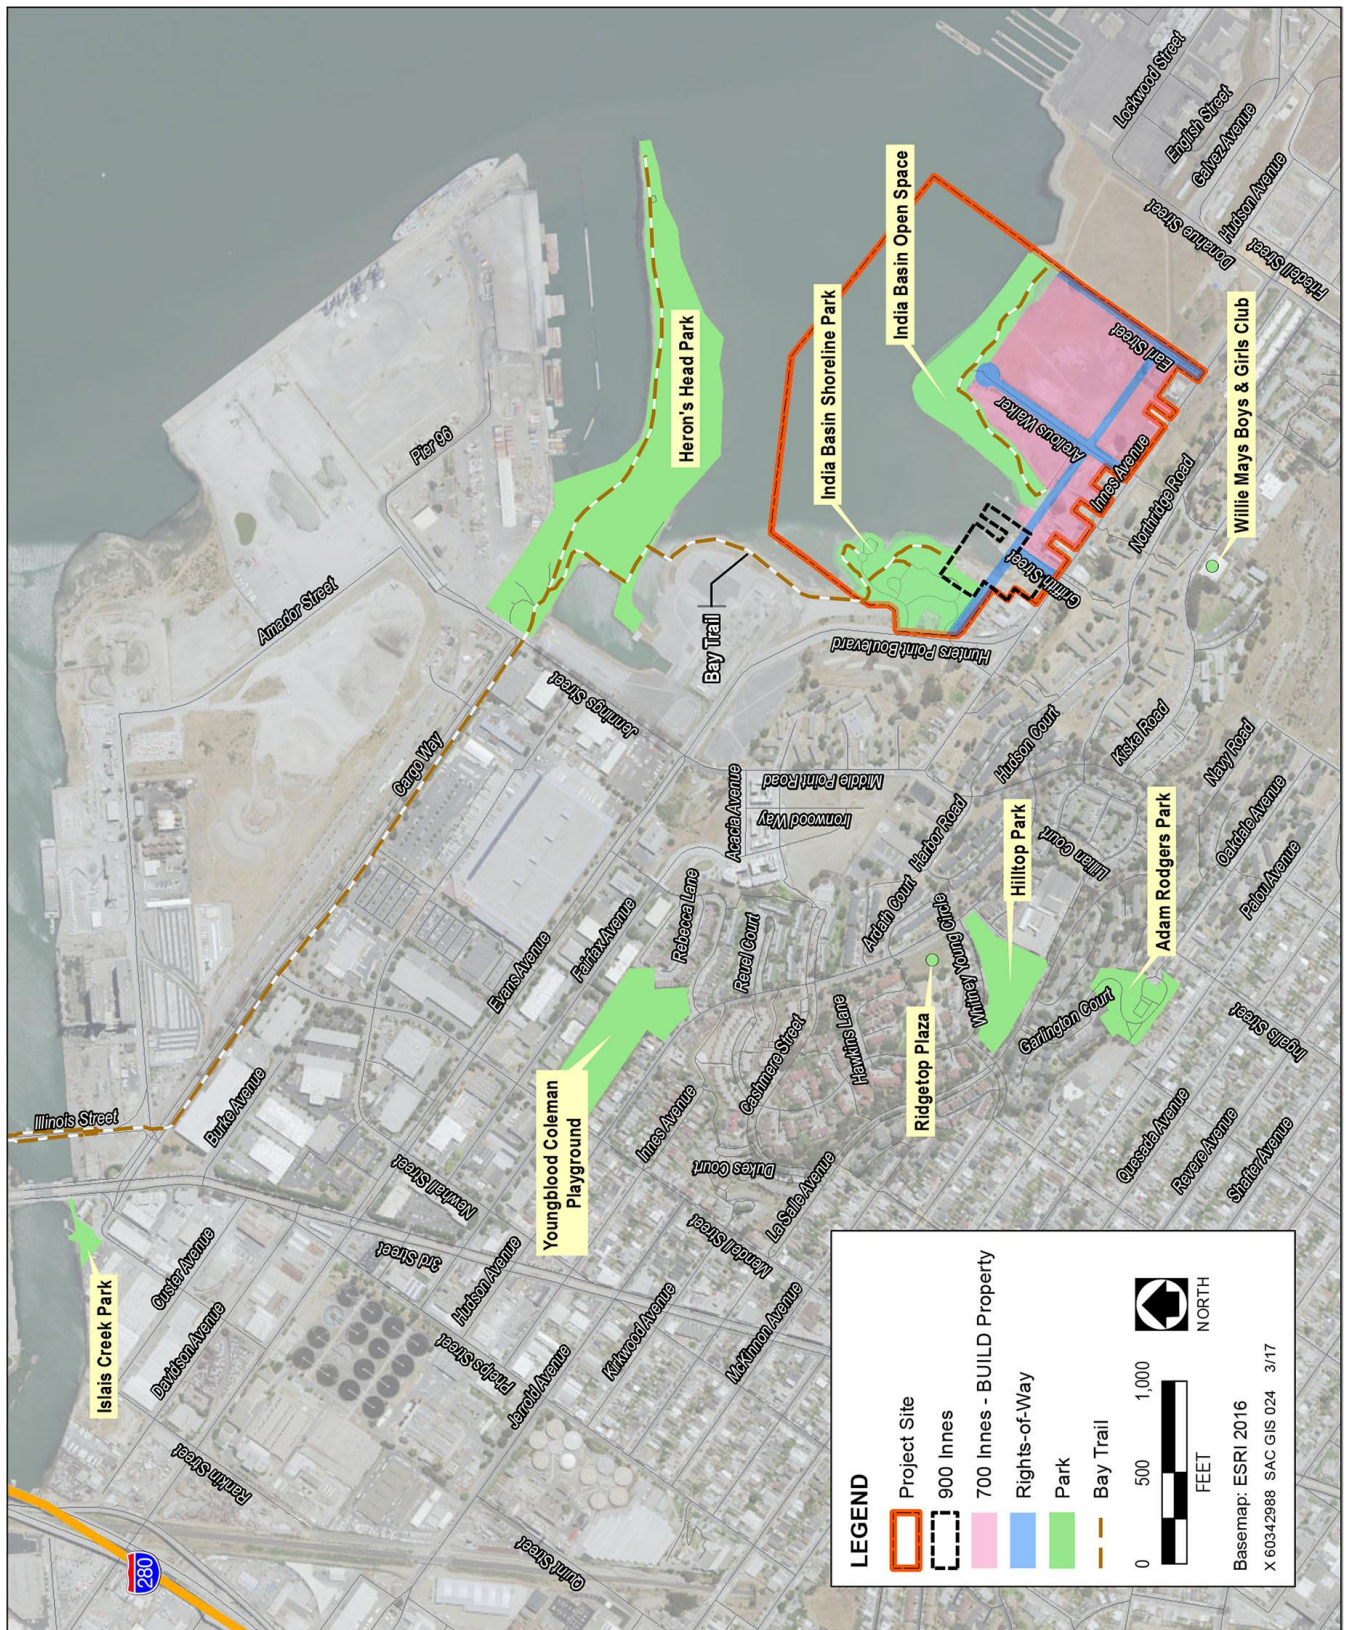 280
Rankin Street
Quint Street
Islais Creek Park
Davidson Avenue
Custer Avenue
Illinois Street
Burke Avenue
3rd Street
Newhall Street
Phelps Street
Hudson Avenue
Jerrold Avenue
Kirkwood Avenue
McKinnon Avenue
Mendell Street
La Salle Avenue
Dukes Court
Innes Avenue
Youngblood Coleman
Playground
Cashmere Street
Hawkins Lane
Reuel Court
Rebecca Lane
Evans Avenue
Fairfax Avenue
Cargo Way
Amador Street
Pier 96
Jennings Street
Acacia Avenue
Ironwood Way
Middle Point Road
Ardath Court
Harbor Road
Hudson Court
Whitney Young Circle
Ridgetop Plaza
Hilltop Park
Lillian Court
Garlington Court
Adam Rodgers Park
Kiska Road
Navy Road
Oakdale Avenue
Palou Avenue
Ingalls Street
Quesada Avenue
Revere Avenue
Shafter Avenue
Heron's Head Park
Bay Trail
Hunters Point Boulevard
India Basin Shoreline Park
India Basin Open Space
Arelious Walker
Earl Street
Innes Avenue
Griffith Street
Northridge Road
Willie Mays Boys & Girls Club
Donahue Street
Friedell Street
Hudson Avenue
Galvez Avenue
English Street
Lockwood Street
LEGEND
Project Site
900 Innes
700 Innes - BUILD Property
Rights-of-Way
Park
Bay Trail
0 500 1,000
FEET
NORTH
Basemap: ESRI 2016
X 60342988 SAC GIS 024 3/17